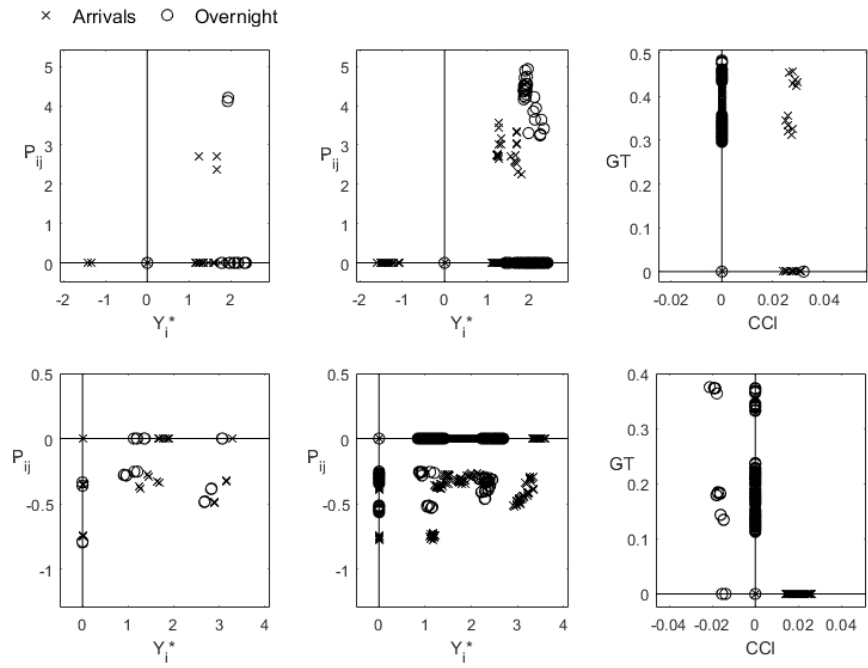 × Arrivals ○ Overnight
5
4
3
2
1
0
P_ij
-2 -1 0 1 2
Y_i*
5
4
3
2
1
0
P_ij
-2 -1 0 1 2
Y_i*
0.5
0.4
0.3
0.2
0.1
0
GT
-0.02 0 0.02 0.04
CCI
0.5
0
-0.5
-1
P_ij
0 1 2 3 4
Y_i*
0.5
0
-0.5
-1
P_ij
0 1 2 3 4
Y_i*
0.4
0.3
0.2
0.1
0
GT
-0.04 -0.02 0 0.02 0.04
CCI